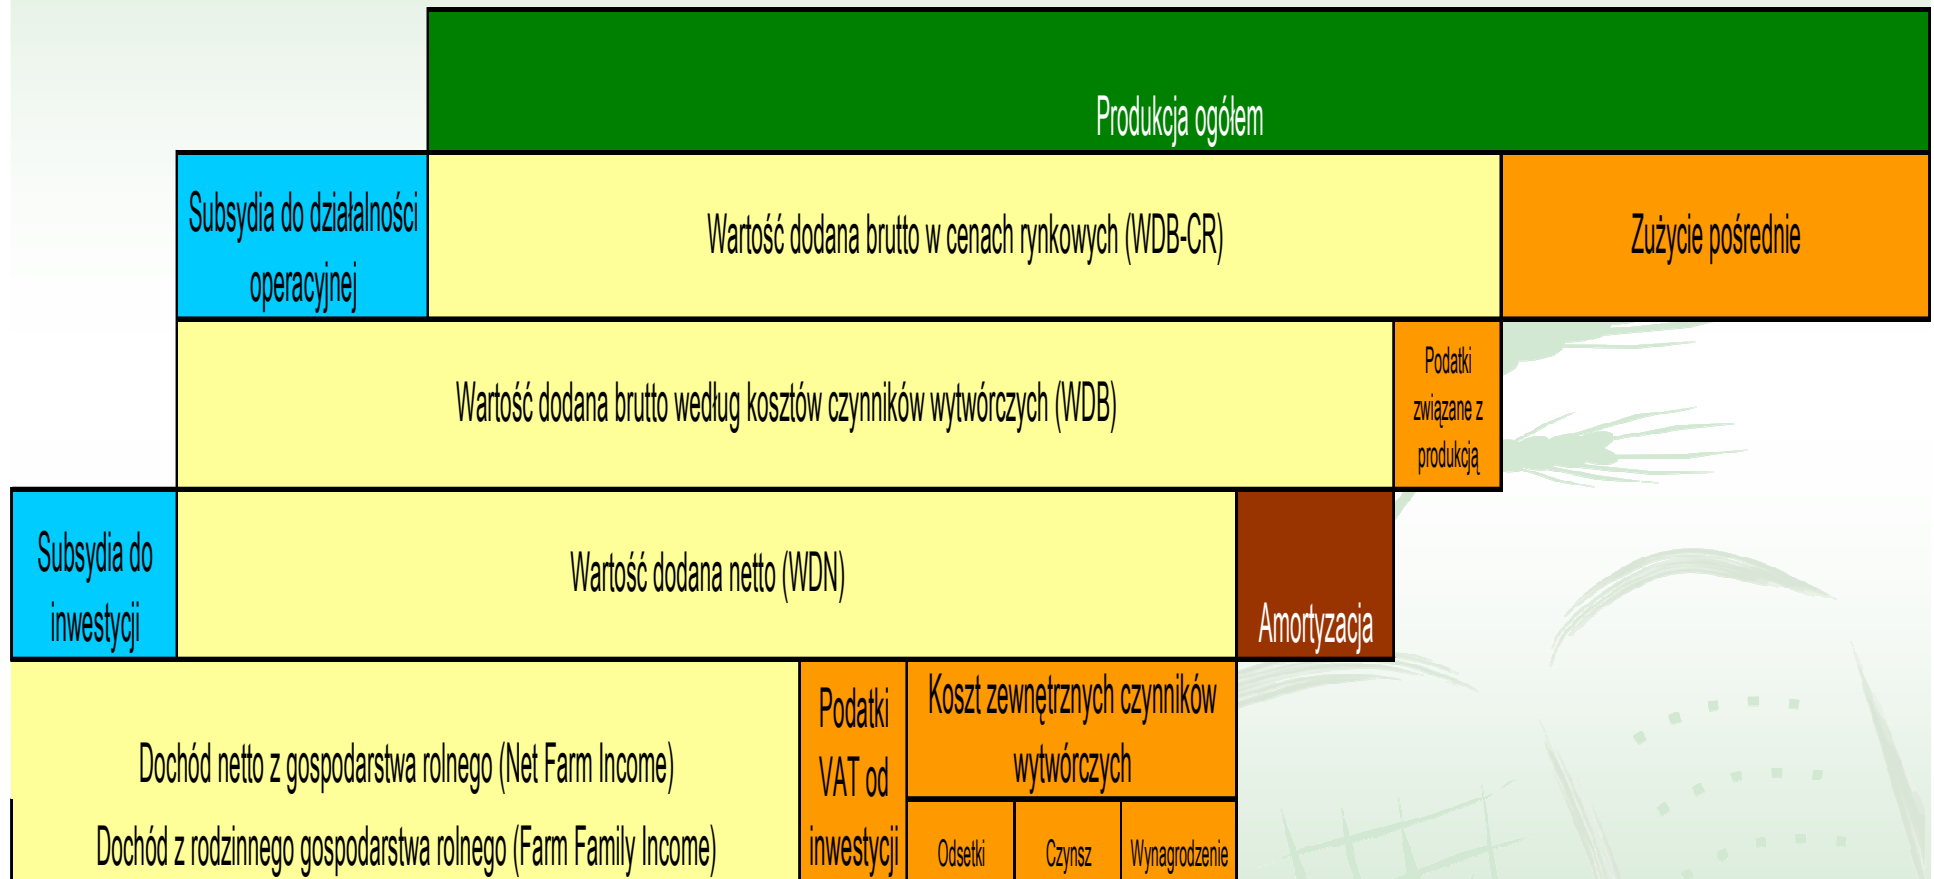 Produkcja ogółem
Subsydia do działalności
operacyjnej
Wartość dodana brutto w cenach rynkowych (WDB-CR)
Zużycie pośrednie
Wartość dodana brutto według kosztów czynników wytwórczych (WDB)
Podatki
związane z
produkcją
Subsydia do
inwestycji
Wartość dodana netto (WDN)
Amortyzacja
Dochód netto z gospodarstwa rolnego (Net Farm Income)
Dochód z rodzinnego gospodarstwa rolnego (Farm Family Income)
Podatki
VAT od
inwestycji
Koszt zewnętrznych czynników
wytwórczych
Odsetki
Czynsz
Wynagrodzenie